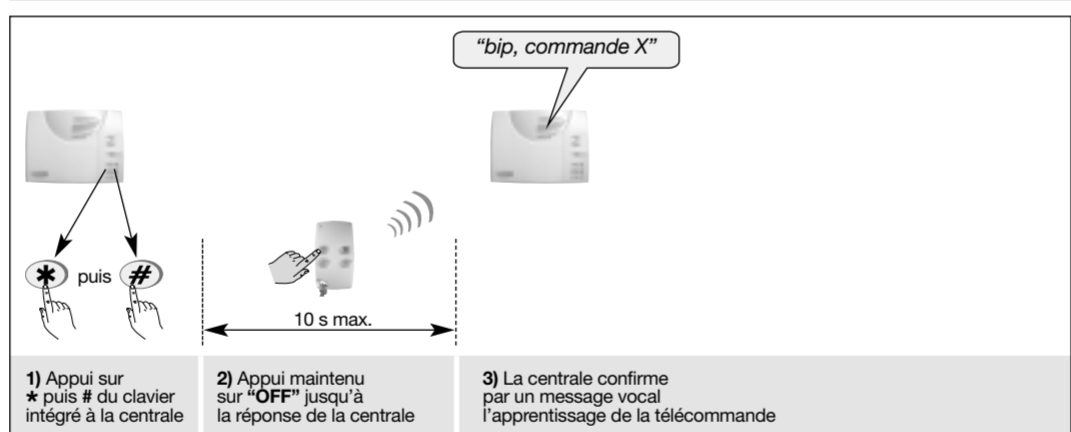 “bip, commande X”
* puis #
10 s max.
1) Appui sur
* puis # du clavier
intégré à la centrale
2) Appui maintenu
sur “OFF” jusqu’à
la réponse de la centrale
3) La centrale confirme
par un message vocal
l’apprentissage de la télécommande